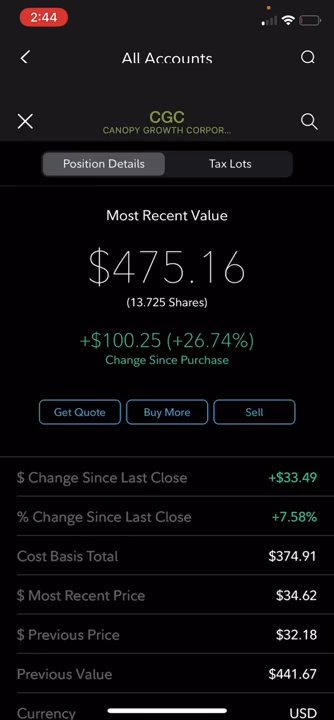 2:44
All Accounts
CGC
CANOPY GROWTH CORPOR...
Position Details Tax Lots
Most Recent Value
$475.16
(13.725 Shares)
+$100.25 (+26.74%)
Change Since Purchase
Get Quote Buy More Sell
$ Change Since Last Close +$33.49
% Change Since Last Close +7.58%
Cost Basis Total $374.91
$ Most Recent Price $34.62
$ Previous Price $32.18
Previous Value $441.67
Currency USD